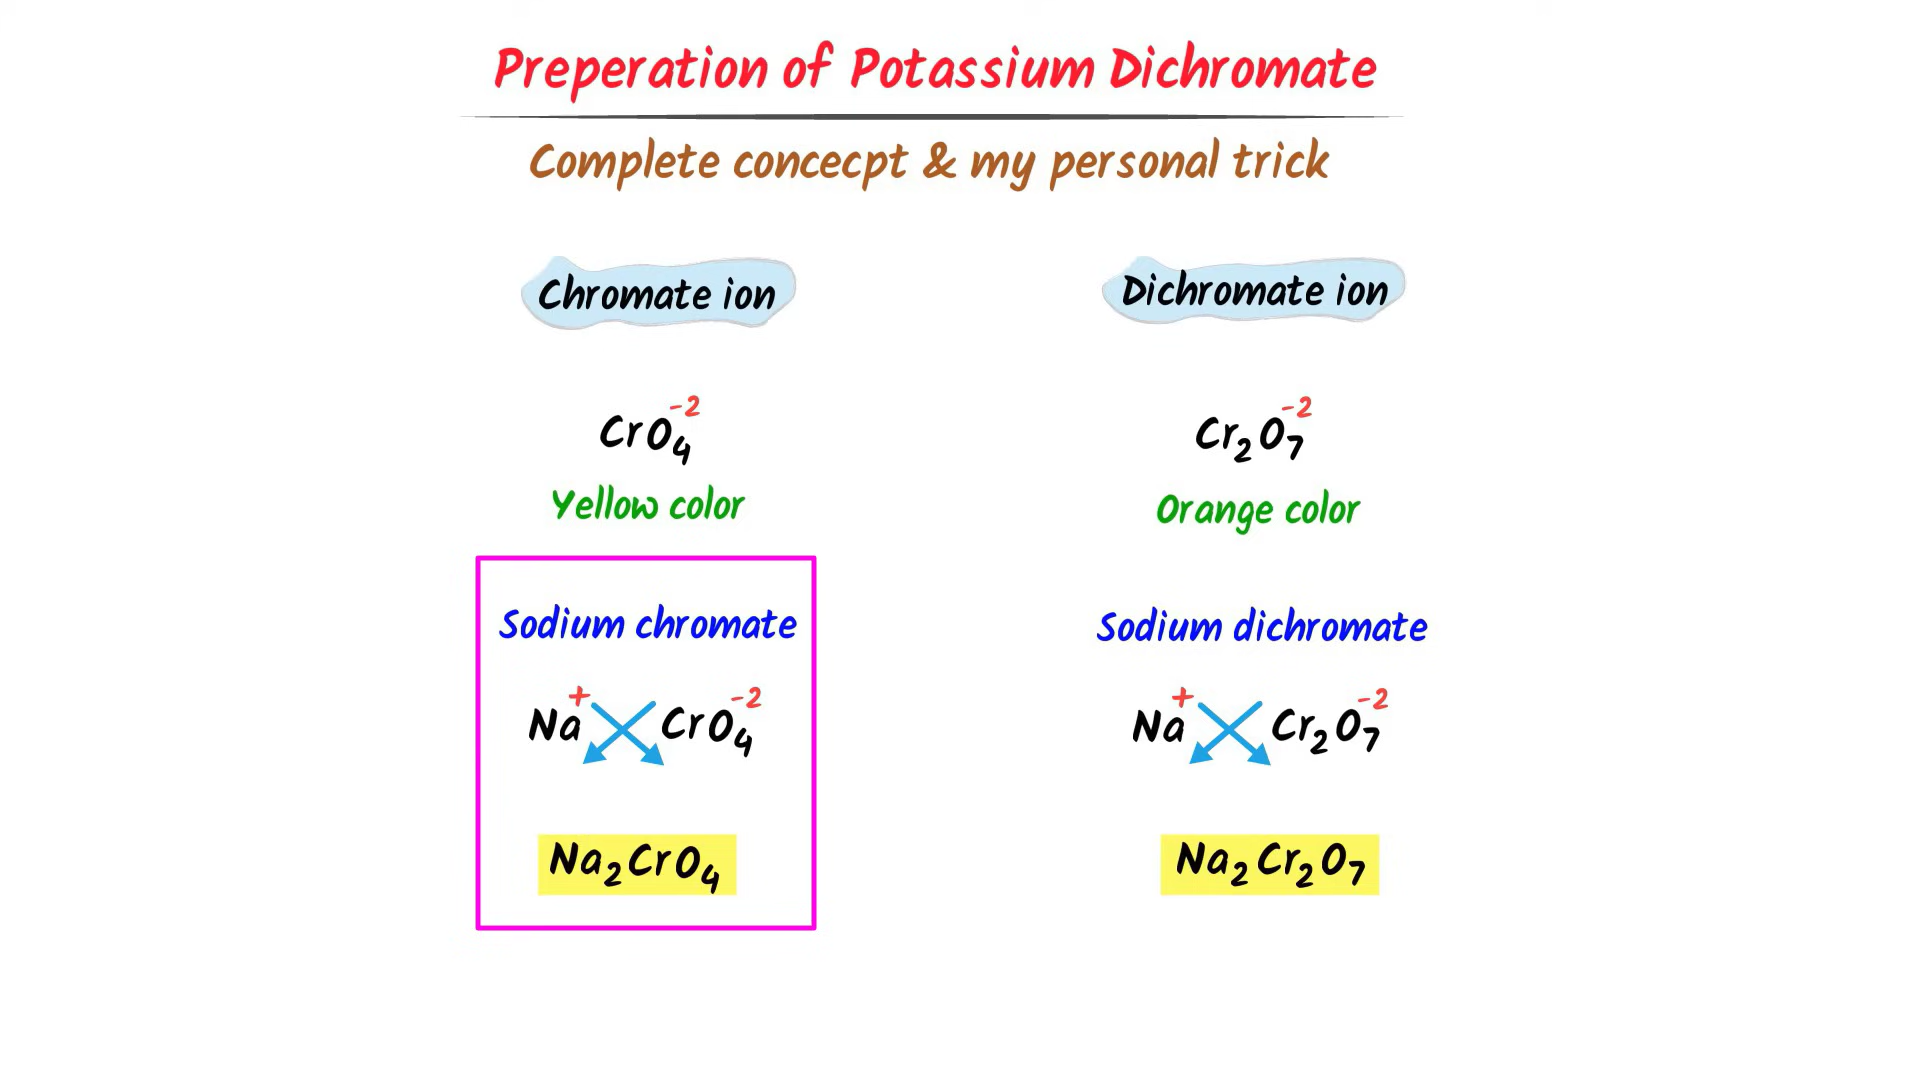 Preperation of Potassium Dichromate
Complete concecpt & my personal trick
Chromate ion
Dichromate ion
CrO₄⁻²
Cr₂O₇⁻²
Yellow color
Orange color
Sodium chromate
Sodium dichromate
Na⁺ CrO₄⁻²
Na⁺ Cr₂O₇⁻²
Na₂CrO₄
Na₂Cr₂O₇